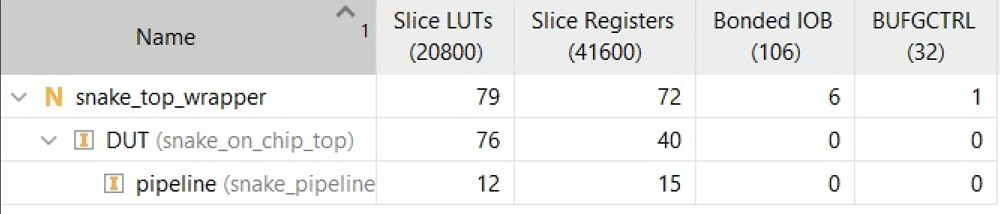 Name 1 Slice LUTs (20800) Slice Registers (41600) Bonded IOB (106) BUFGCTRL (32)
N snake_top_wrapper 79 72 6 1
I DUT (snake_on_chip_top) 76 40 0 0
I pipeline (snake_pipeline 12 15 0 0